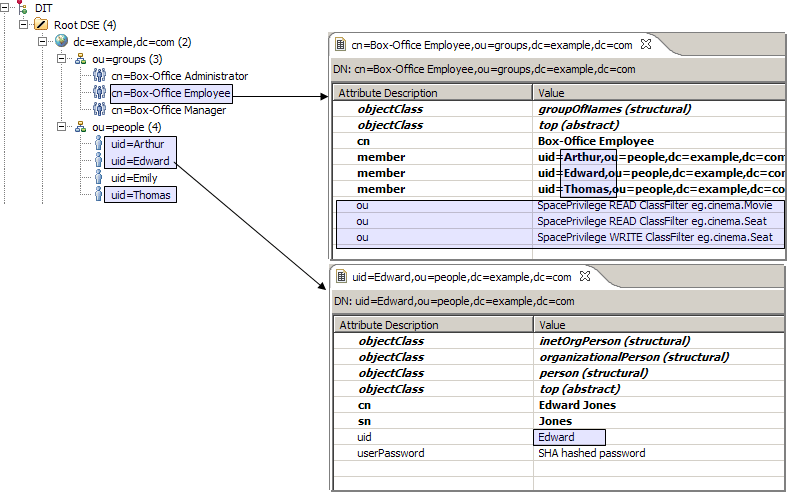 DIT
Root DSE (4)
dc=example,dc=com (2)
ou=groups (3)
cn=Box-Office Administrator
cn=Box-Office Employee
cn=Box-Office Manager
ou=people (4)
uid=Arthur
uid=Edward
uid=Emily
uid=Thomas
cn=Box-Office Employee,ou=groups,dc=example,dc=com
DN: cn=Box-Office Employee,ou=groups,dc=example,dc=com
Attribute Description Value
objectClass groupOfNames (structural)
objectClass top (abstract)
cn Box-Office Employee
member uid=Arthur,ou=people,dc=example,dc=com
member uid=Edward,ou=people,dc=example,dc=com
member uid=Thomas,ou=people,dc=example,dc=com
ou SpacePrivilege READ ClassFilter eg.cinema.Movie
ou SpacePrivilege READ ClassFilter eg.cinema.Seat
ou SpacePrivilege WRITE ClassFilter eg.cinema.Seat
uid=Edward,ou=people,dc=example,dc=com
DN: uid=Edward,ou=people,dc=example,dc=com
Attribute Description Value
objectClass inetOrgPerson (structural)
objectClass organizationalPerson (structural)
objectClass person (structural)
objectClass top (abstract)
cn Edward Jones
sn Jones
uid Edward
userPassword SHA hashed password